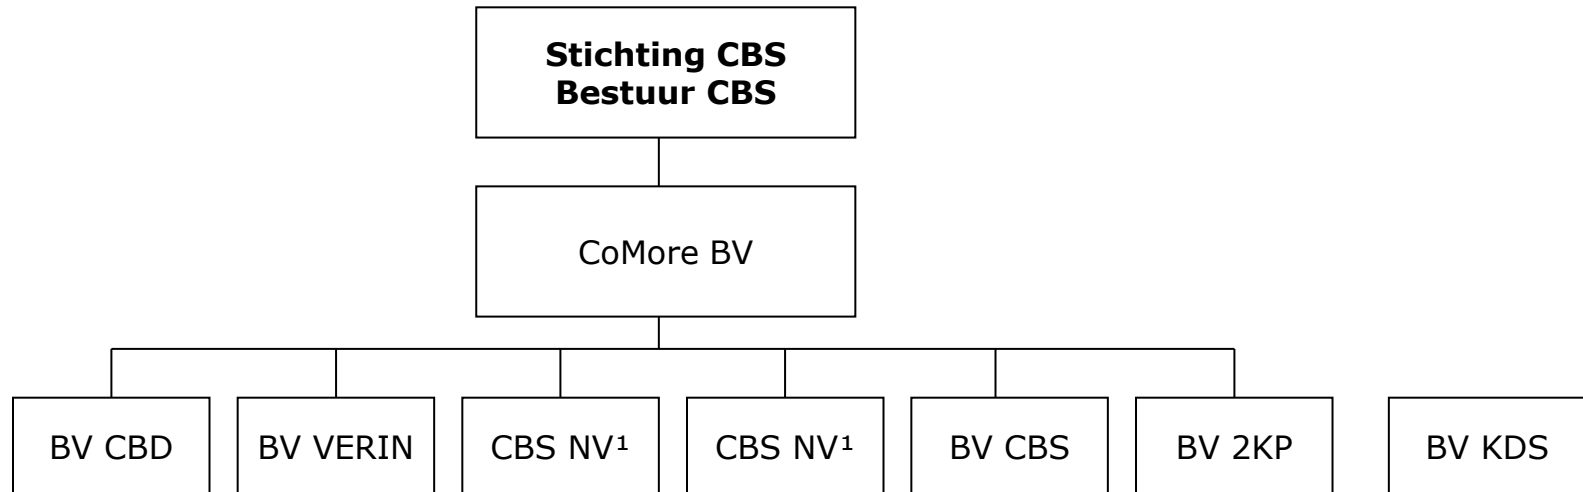 Stichting CBS
Bestuur CBS
CoMore BV
BV CBD
BV VERIN
CBS NV¹
CBS NV¹
BV CBS
BV 2KP
BV KDS